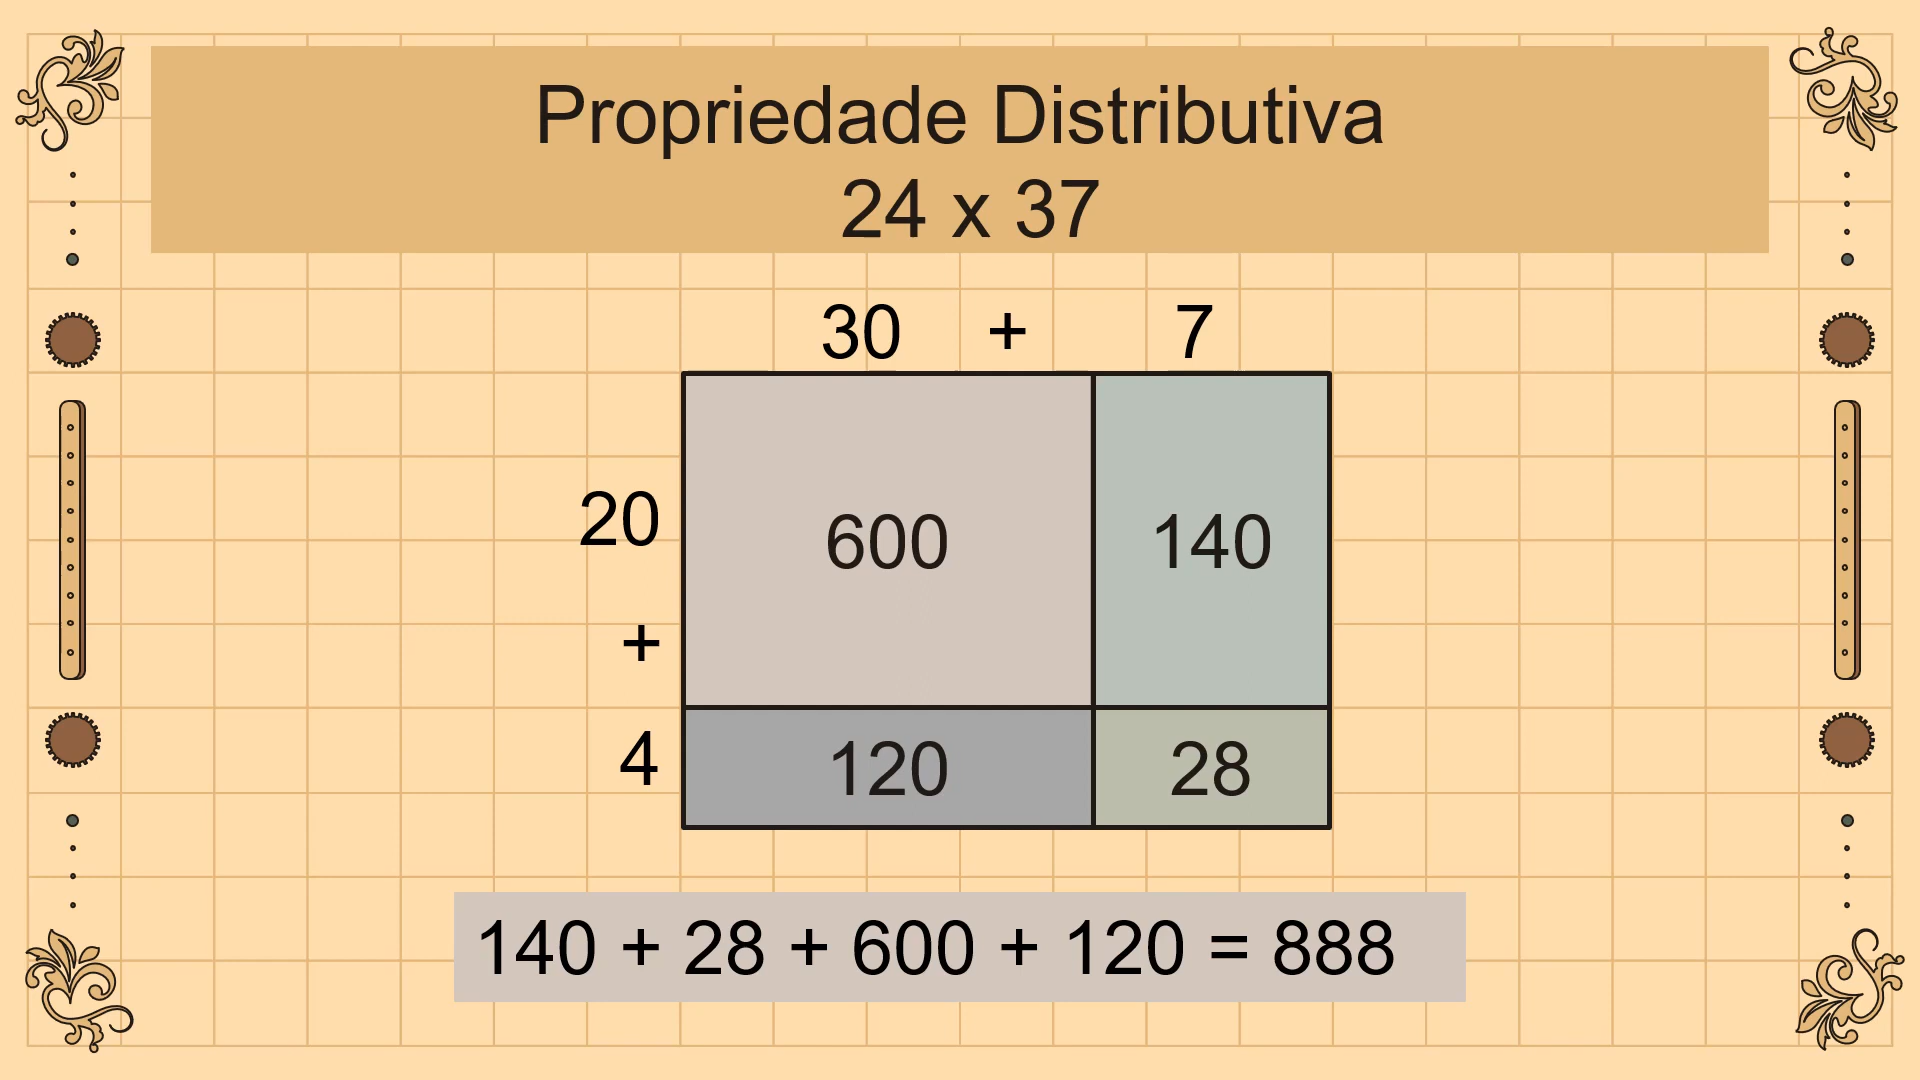 Propriedade Distributiva
24 x 37
30 + 7
20
600 140
+
4 120 28
140 + 28 + 600 + 120 = 888